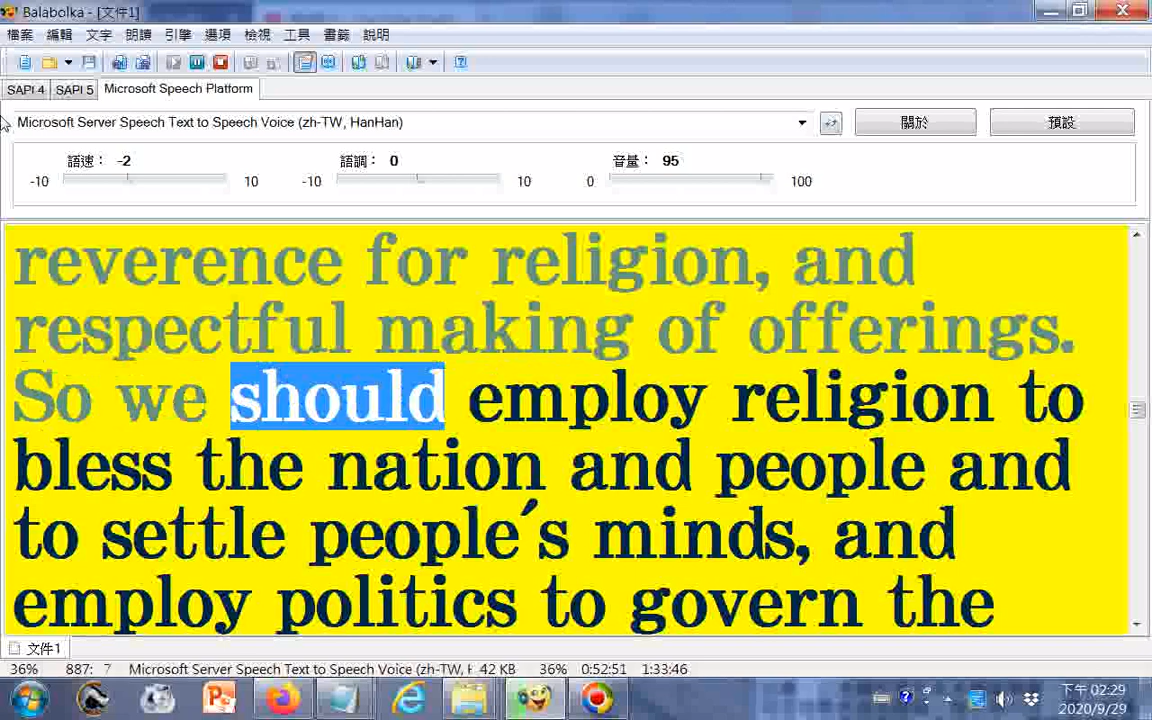 Balabolka - [文件1]
檔案 編輯 文字 朗讀 引擎 選項 檢視 工具 書籤 說明
SAPI 4 SAPI 5 Microsoft Speech Platform
Microsoft Server Speech Text to Speech Voice (zh-TW, HanHan) 關於 預設
語速： -2 語調： 0 音量： 95
-10 10 -10 10 0 100
reverence for religion, and
respectful making of offerings.
So we should employ religion to
bless the nation and people and
to settle people's minds, and
employ politics to govern the
文件1
36% 887: 7 Microsoft Server Speech Text to Speech Voice (zh-TW, H 42 KB 36% 0:52:51 1:33:46
下午 02:29
2020/9/29